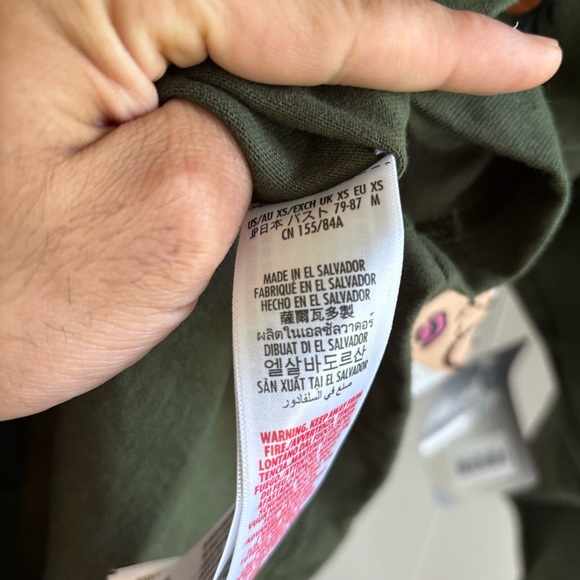 US/AU XS/EXCH UK XS EU XS
JP日本 バスト 79-87 M
CN 155/84A
MADE IN EL SALVADOR
FABRIQUÉ EN EL SALVADOR
HECHO EN EL SALVADOR
薩爾瓦多製
ผลิตในเอลซัลวาดอร์
DIBUAT DI EL SALVADOR
엘살바도르산
SẢN XUẤT TẠI EL SALVADOR
صنع في السلفادور
WARNING. KEEP AWAY FROM
FIRE./AVERTISSEMENT.
LONTANO DAL